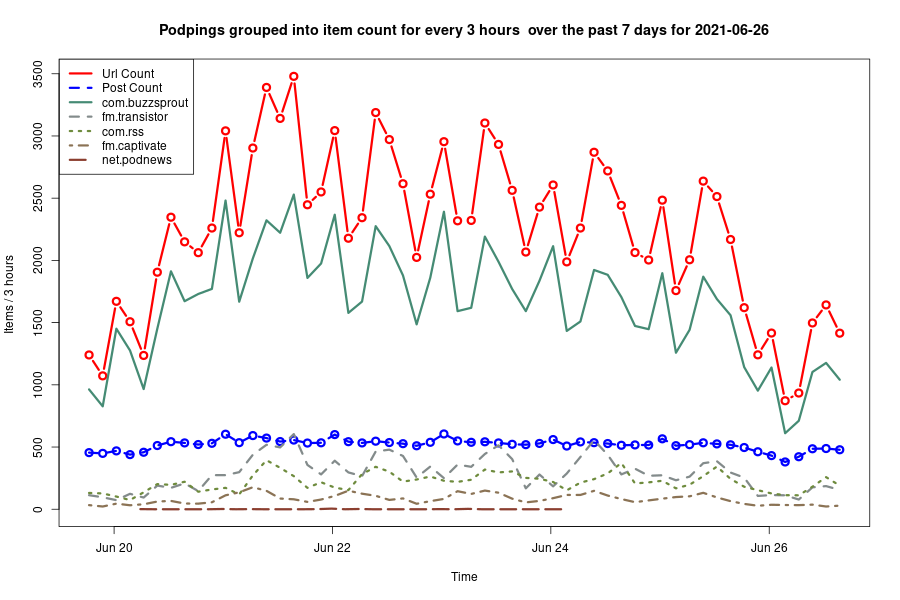 Podpings grouped into item count for every 3 hours  over the past 7 days for 2021-06-26
Url Count
Post Count
com.buzzsprout
fm.transistor
com.rss
fm.captivate
net.podnews
Items / 3 hours
3500
3000
2500
2000
1500
1000
500
0
Jun 20
Jun 22
Jun 24
Jun 26
Time